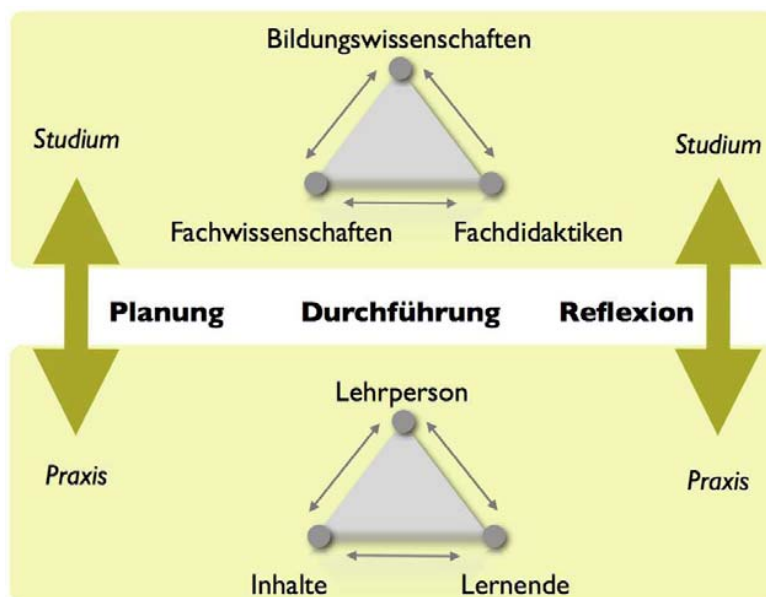 Bildungswissenschaften
Studium
Studium
Fachwissenschaften
Fachdidaktiken
Planung
Durchführung
Reflexion
Lehrperson
Praxis
Praxis
Inhalte
Lernende